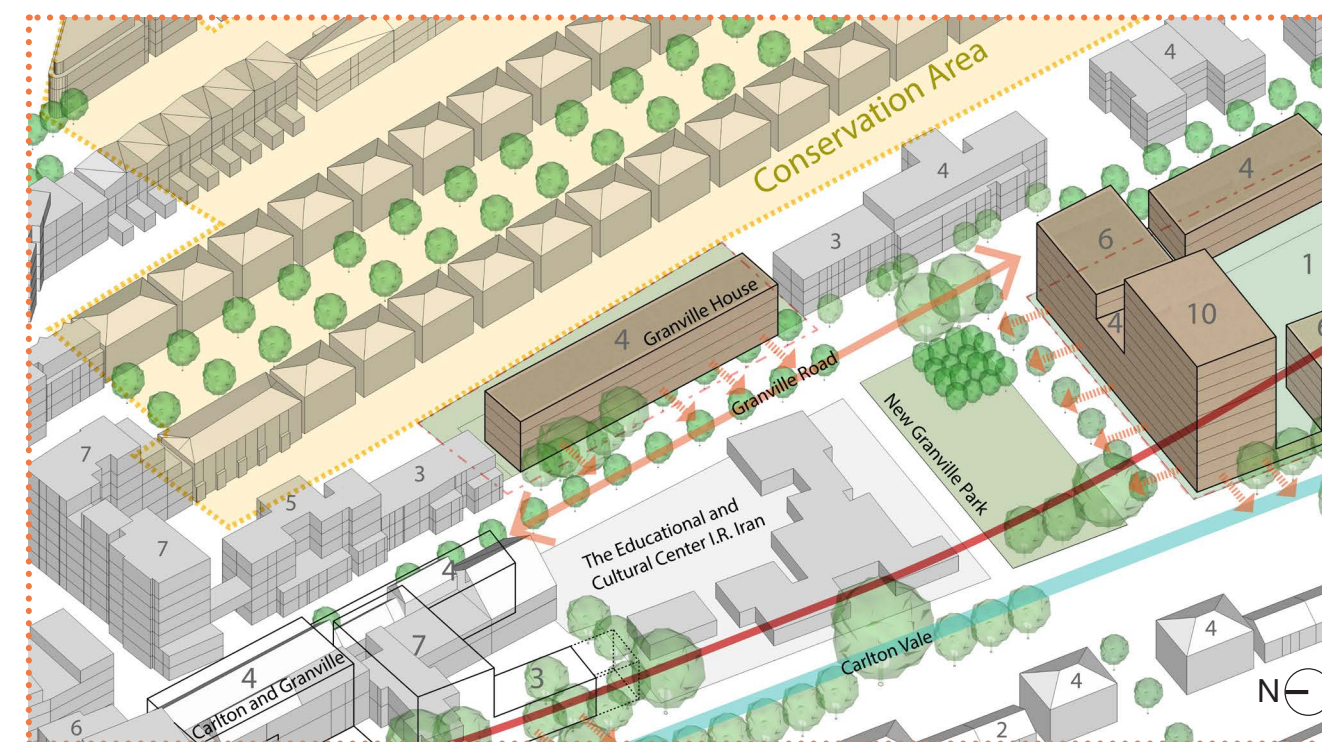 4
Conservation Area
4
4
3
6
1
4
10
6
4 Granville House
Granville Road
New Granville Park
7
3
5
7
The Educational and
Cultural Center I.R. Iran
4
7
4
3
Carlton and Granville
Carlton Vale
4
4
2
6
N